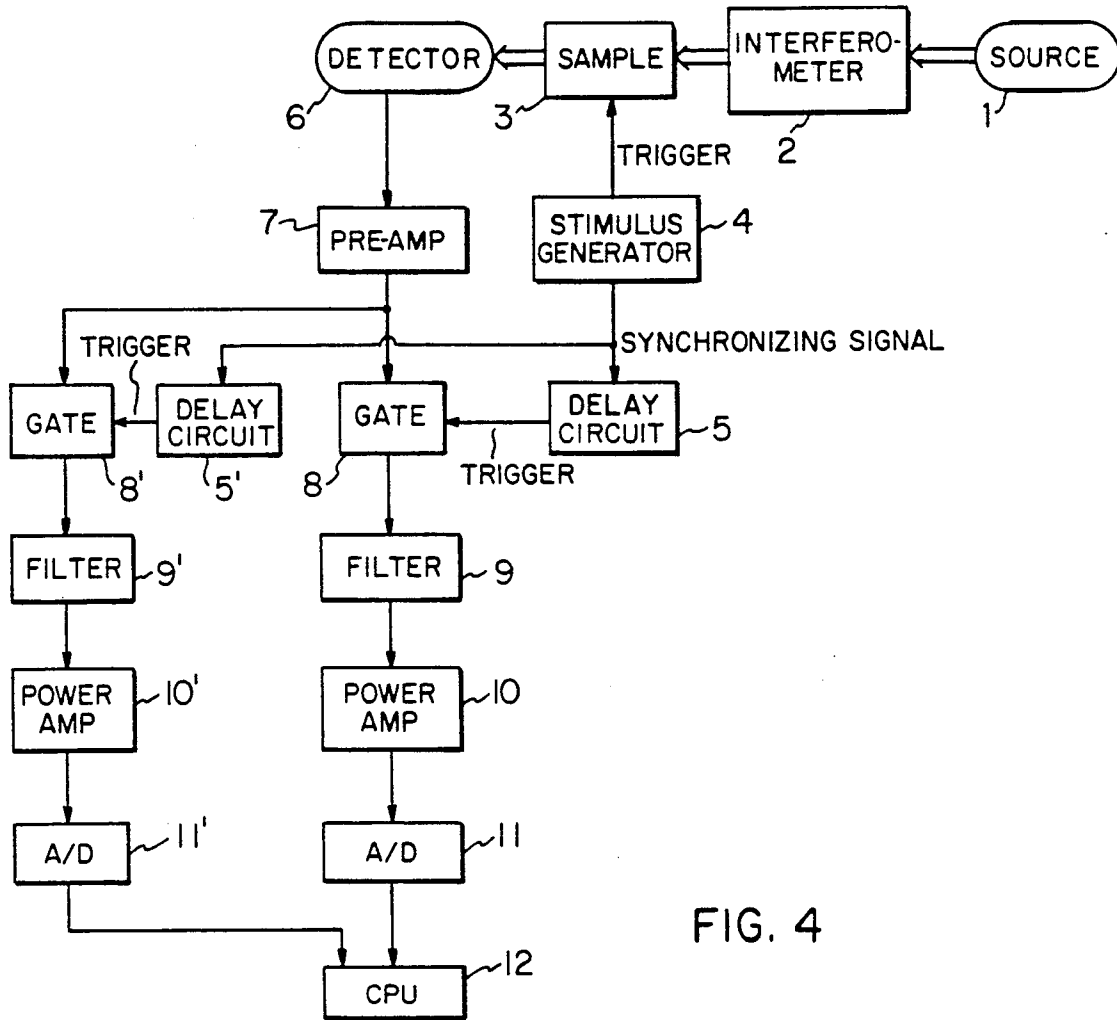 DETECTOR
SAMPLE
INTERFERO-
METER
SOURCE
6
3
2
1
TRIGGER
7
PRE-AMP
STIMULUS
GENERATOR
4
TRIGGER
SYNCHRONIZING SIGNAL
GATE
DELAY
CIRCUIT
GATE
DELAY
CIRCUIT
5
8'
5'
8
TRIGGER
FILTER
9'
FILTER
9
POWER
AMP
10'
POWER
AMP
10
A/D
11'
A/D
11
FIG. 4
CPU
12